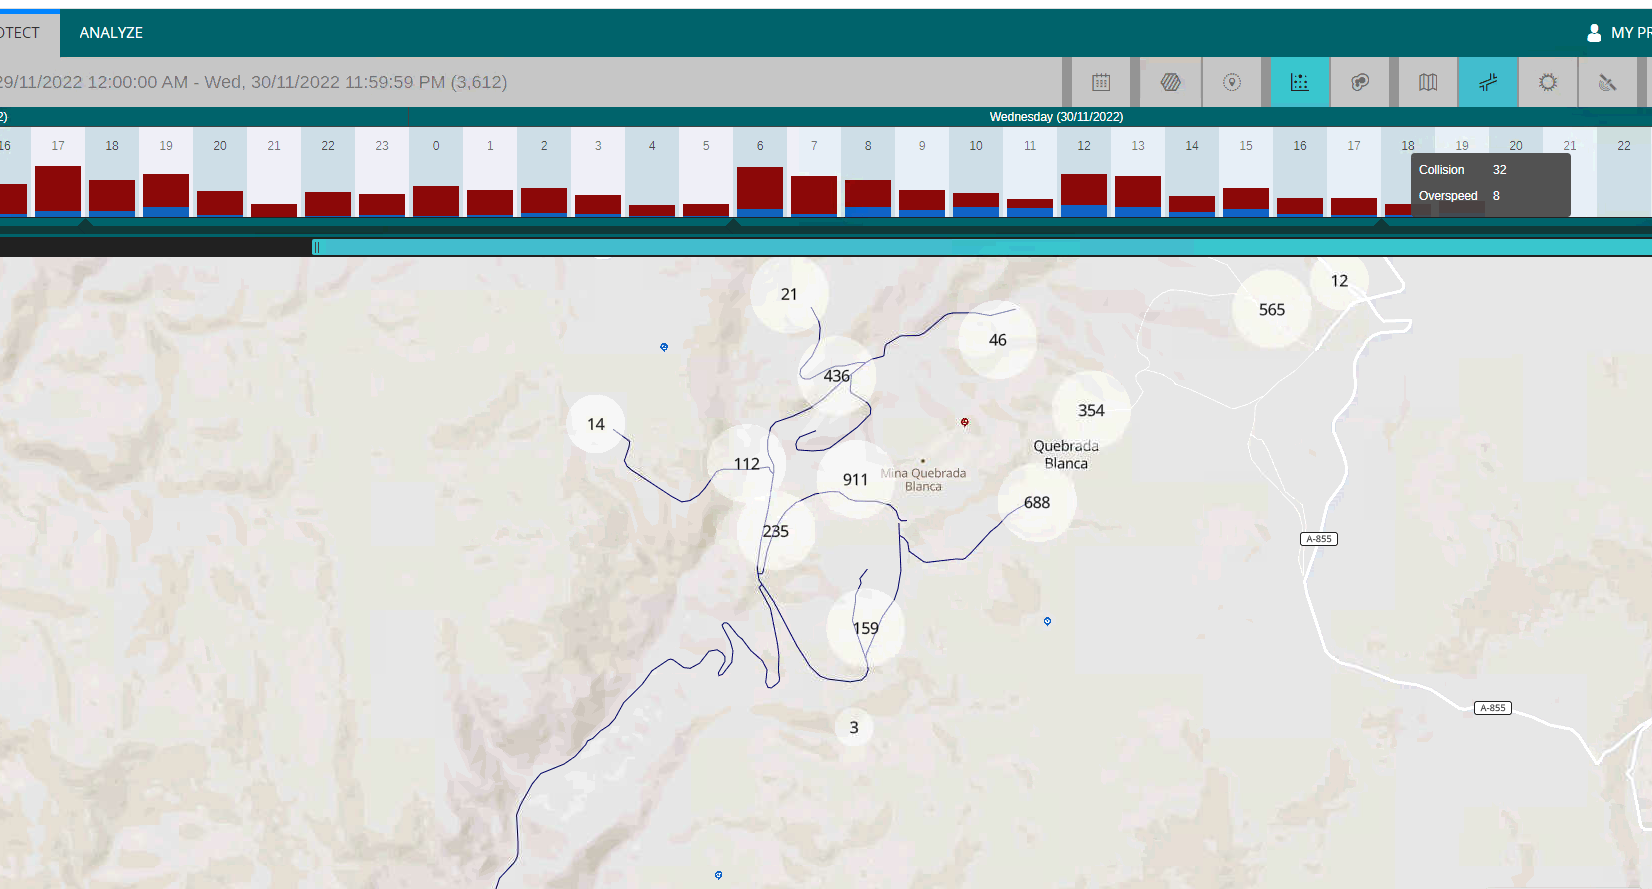 OTECT ANALYZE MY PR
29/11/2022 12:00:00 AM - Wed, 30/11/2022 11:59:59 PM (3,612)
2) Wednesday (30/11/2022)
16 17 18 19 20 21 22 23 0 1 2 3 4 5 6 7 8 9 10 11 12 13 14 15 16 17 18 19 20 21 22
Collision 32
Overspeed 8
12
21
565
46
436
354
14
Quebrada
Blanca
112
911
Mina Quebrada
Blanca
688
235
A-855
159
A-855
3